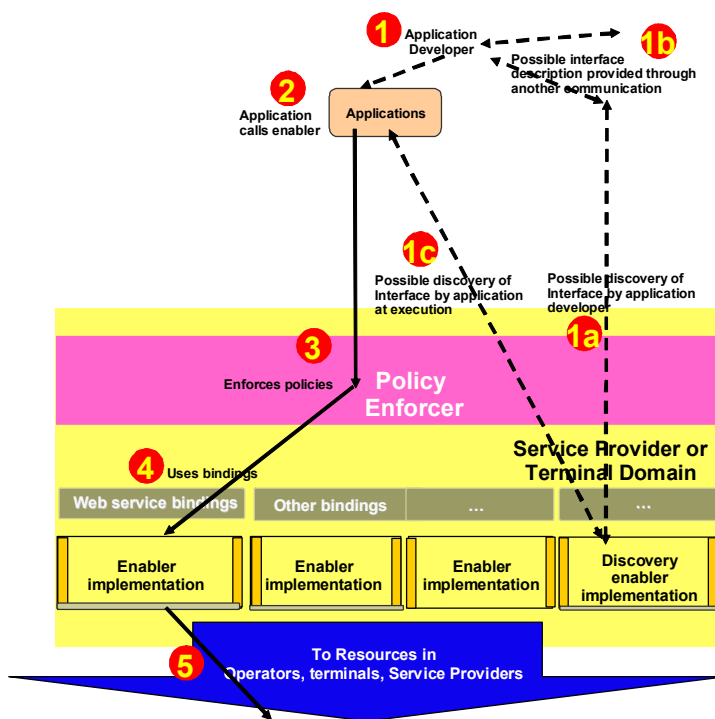 1
Application
Developer
1b
Possible interface
description provided through
another communication
2
Application
calls enabler
Applications
1c
Possible discovery of
Interface by application
at execution
Possible discovery of
Interface by application
developer
1a
3
Enforces policies
Policy
Enforcer
4
Uses bindings
Service Provider or
Terminal Domain
Web service bindings
Other bindings
...
...
Enabler
implementation
Enabler
implementation
Enabler
implementation
Discovery
enabler
implementation
5
To Resources in
Operators, terminals, Service Providers